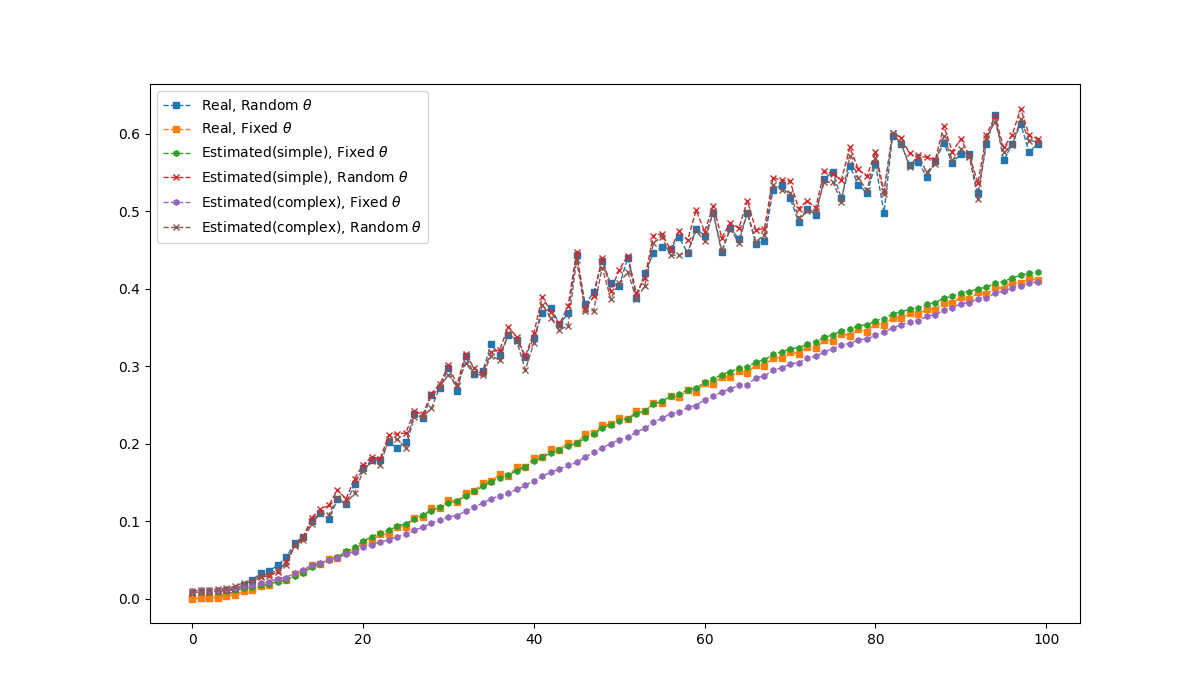 Real, Random θ
Real, Fixed θ
Estimated(simple), Fixed θ
Estimated(simple), Random θ
Estimated(complex), Fixed θ
Estimated(complex), Random θ
0.6
0.5
0.4
0.3
0.2
0.1
0.0
0 20 40 60 80 100